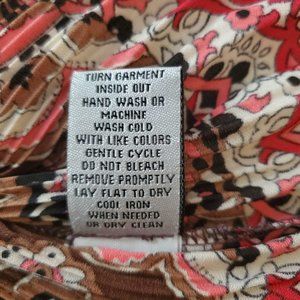 TURN GARMENT
INSIDE OUT
HAND WASH OR
MACHINE
WASH COLD
WITH LIKE COLORS
GENTLE CYCLE
DO NOT BLEACH
REMOVE PROMPTLY
LAY FLAT TO DRY
COOL IRON
WHEN NEEDED
OR DRY CLEAN